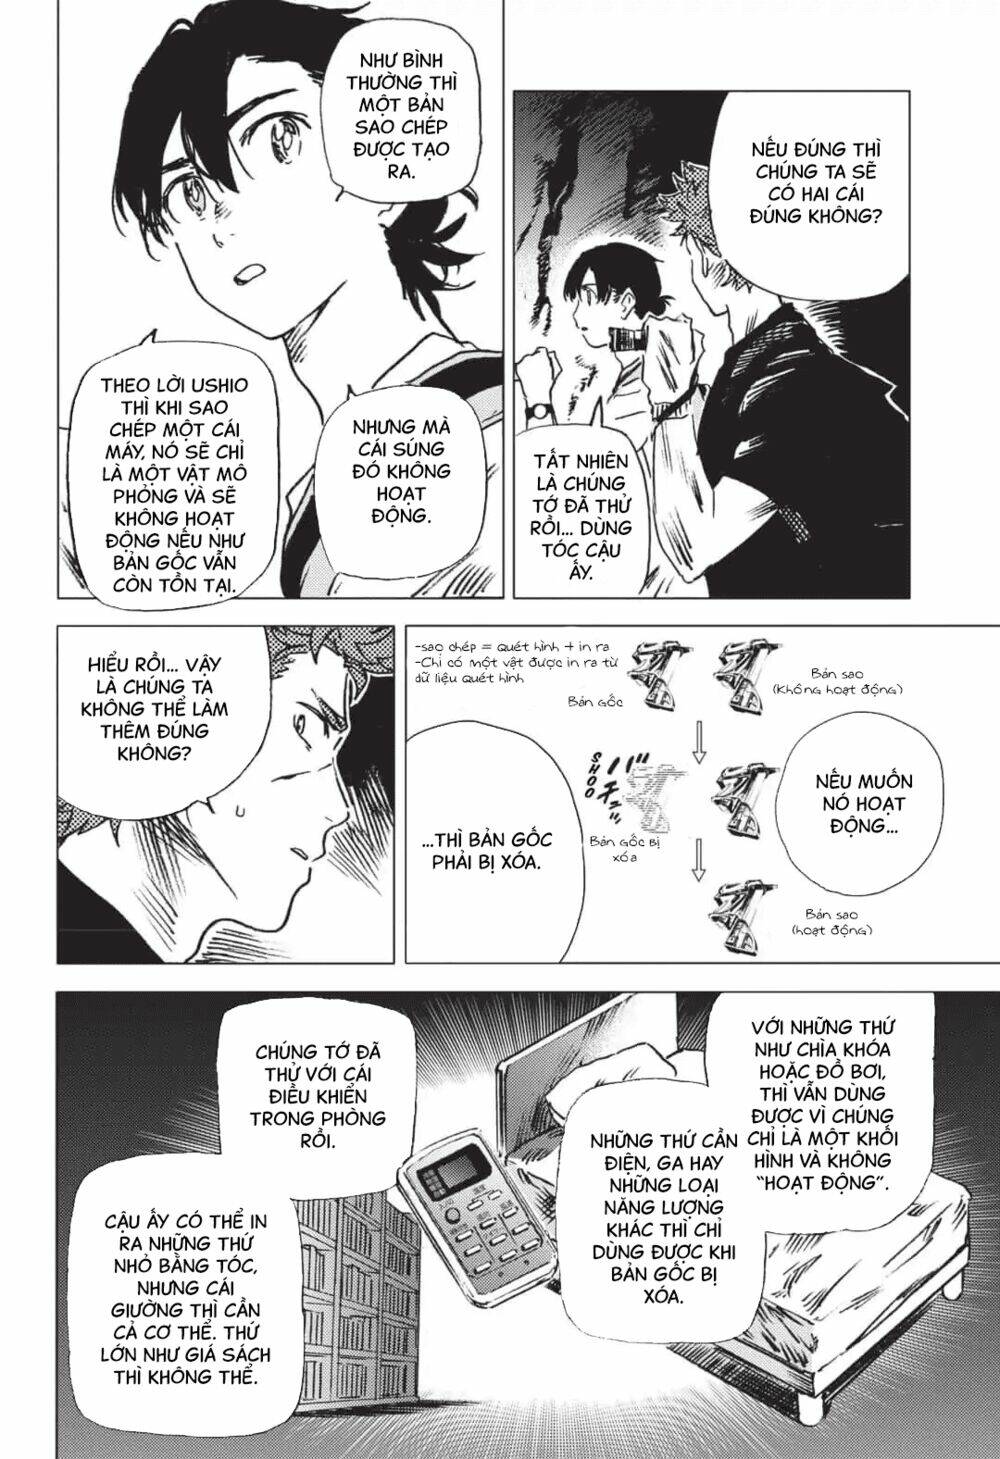 NẾU ĐÚNG THÌ
CHÚNG TA SẼ
CÓ HAI CÁI
ĐÚNG KHÔNG?
TẤT NHIÊN
LÀ CHÚNG
TỚ ĐÃ THỬ
RỒI... DÙNG
TÓC CẬU
ẤY.
NHƯ BÌNH
THƯỜNG THÌ
MỘT BẢN
SAO CHÉP
ĐƯỢC TẠO
RA.
NHƯNG MÀ
CÁI SÚNG
ĐÓ KHÔNG
HOẠT
ĐỘNG.
THEO LỜI USHIO
THÌ KHI SAO
CHÉP MỘT CÁI
MÁY, NÓ SẼ CHỈ
LÀ MỘT VẬT MÔ
PHỎNG VÀ SẼ
KHÔNG HOẠT
ĐỘNG NẾU NHƯ
BẢN GỐC VẪN
CÒN TỒN TẠI.
-sao chép = quét hình + in ra
-Chỉ có một vật được in ra từ
dữ liệu quét hình
Bản gốc
Bản sao
(Không hoạt động)
NẾU MUỐN
NÓ HOẠT
ĐỘNG...
SHOO
Bản gốc bị
xóa
...THÌ BẢN GỐC
PHẢI BỊ XÓA.
Bản sao
(hoạt động)
HIỂU RỒI... VẬY
LÀ CHÚNG TA
KHÔNG THỂ LÀM
THÊM ĐÚNG
KHÔNG?
VỚI NHỮNG THỨ
NHƯ CHÌA KHÓA
HOẶC ĐỒ BƠI,
THÌ VẪN DÙNG
ĐƯỢC VÌ CHÚNG
CHỈ LÀ MỘT KHỐI
HÌNH VÀ KHÔNG
“HOẠT ĐỘNG”.
NHỮNG THỨ CẦN
ĐIỆN, GA HAY
NHỮNG LOẠI
NĂNG LƯỢNG
KHÁC THÌ CHỈ
DÙNG ĐƯỢC KHI
BẢN GỐC BỊ
XÓA.
CHÚNG TỚ ĐÃ
THỬ VỚI CÁI
ĐIỀU KHIỂN
TRONG PHÒNG
RỒI.
CẬU ẤY CÓ THỂ IN
RA NHỮNG THỨ
NHỎ BẰNG TÓC,
NHƯNG CÁI
GIƯỜNG THÌ CẦN
CẢ CƠ THỂ. THỨ
LỚN NHƯ GIÁ SÁCH
THÌ KHÔNG THỂ.